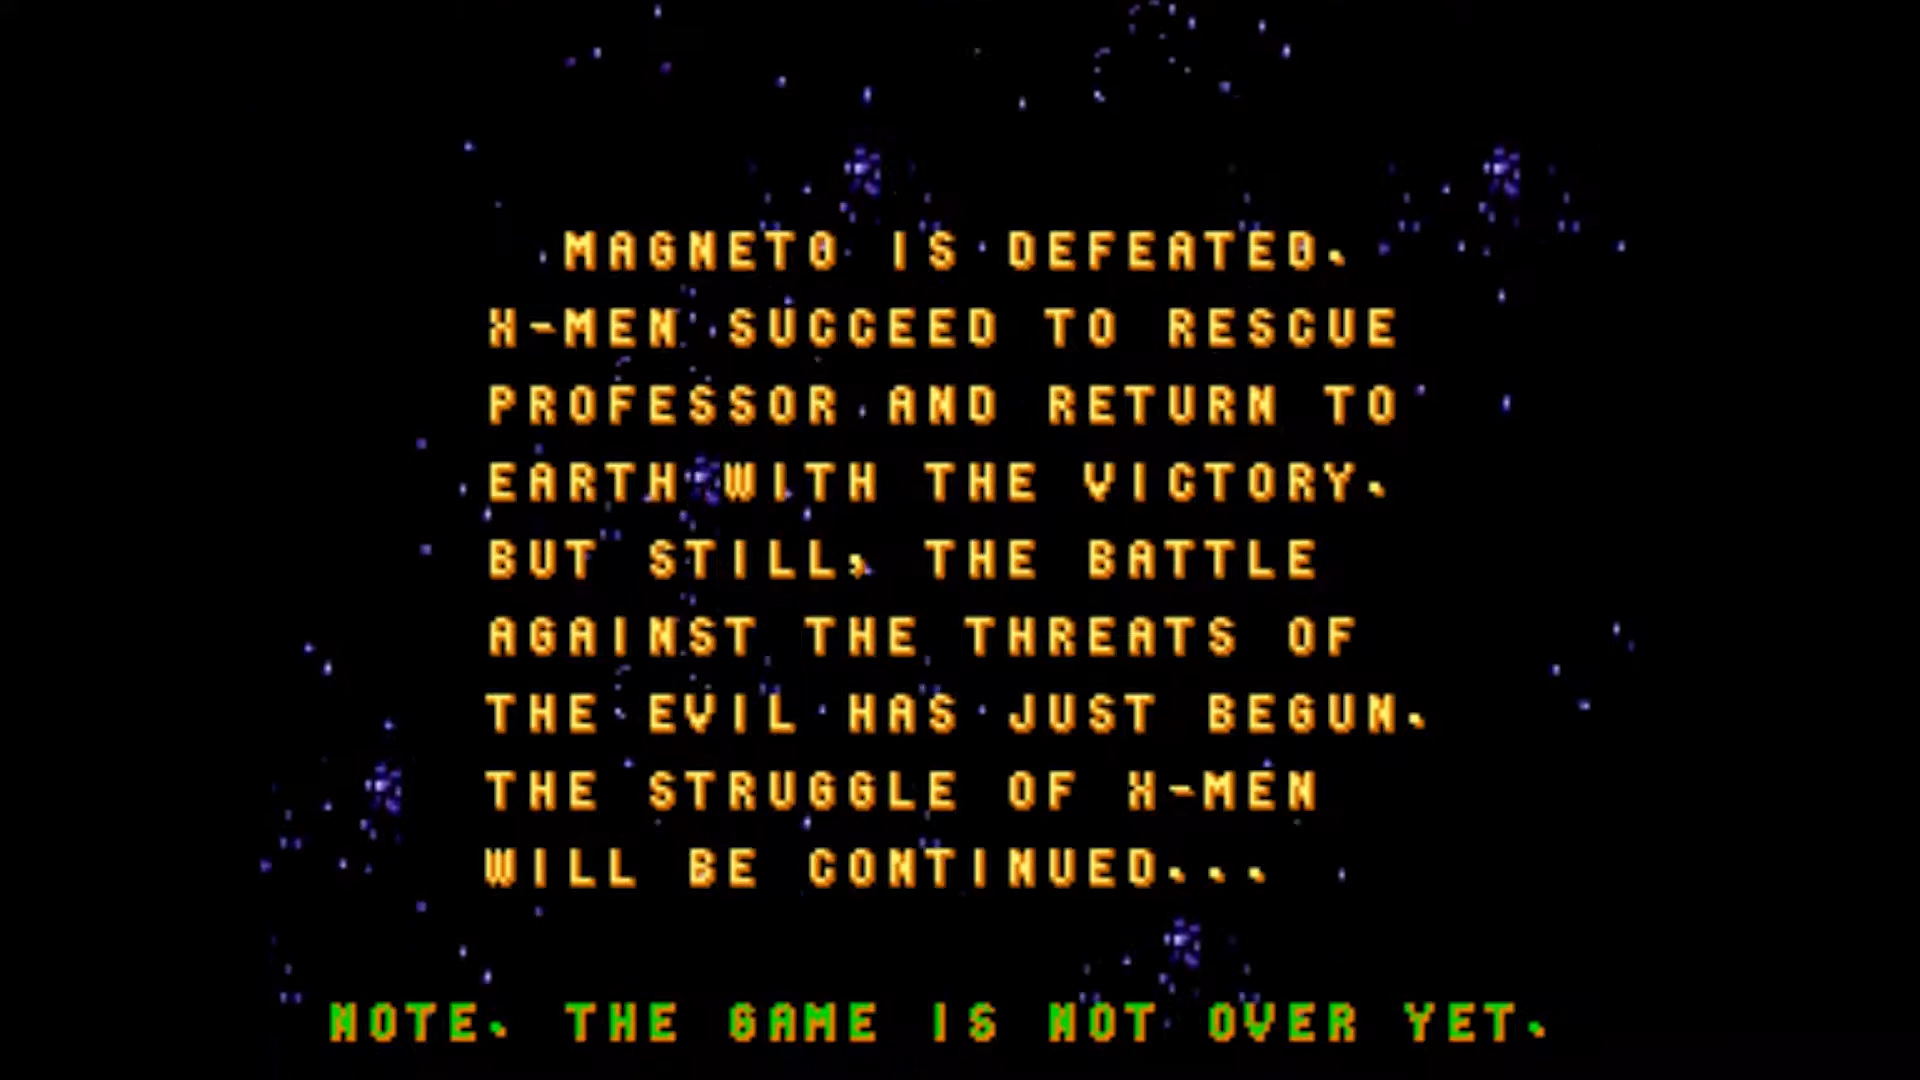 MAGNETO IS DEFEATED.
X-MEN SUCCEED TO RESCUE
PROFESSOR AND RETURN TO
EARTH WITH THE VICTORY.
BUT STILL, THE BATTLE
AGAINST THE THREATS OF
THE EVIL HAS JUST BEGUN.
THE STRUGGLE OF X-MEN
WILL BE CONTINUED...
NOTE. THE GAME IS NOT OVER YET.